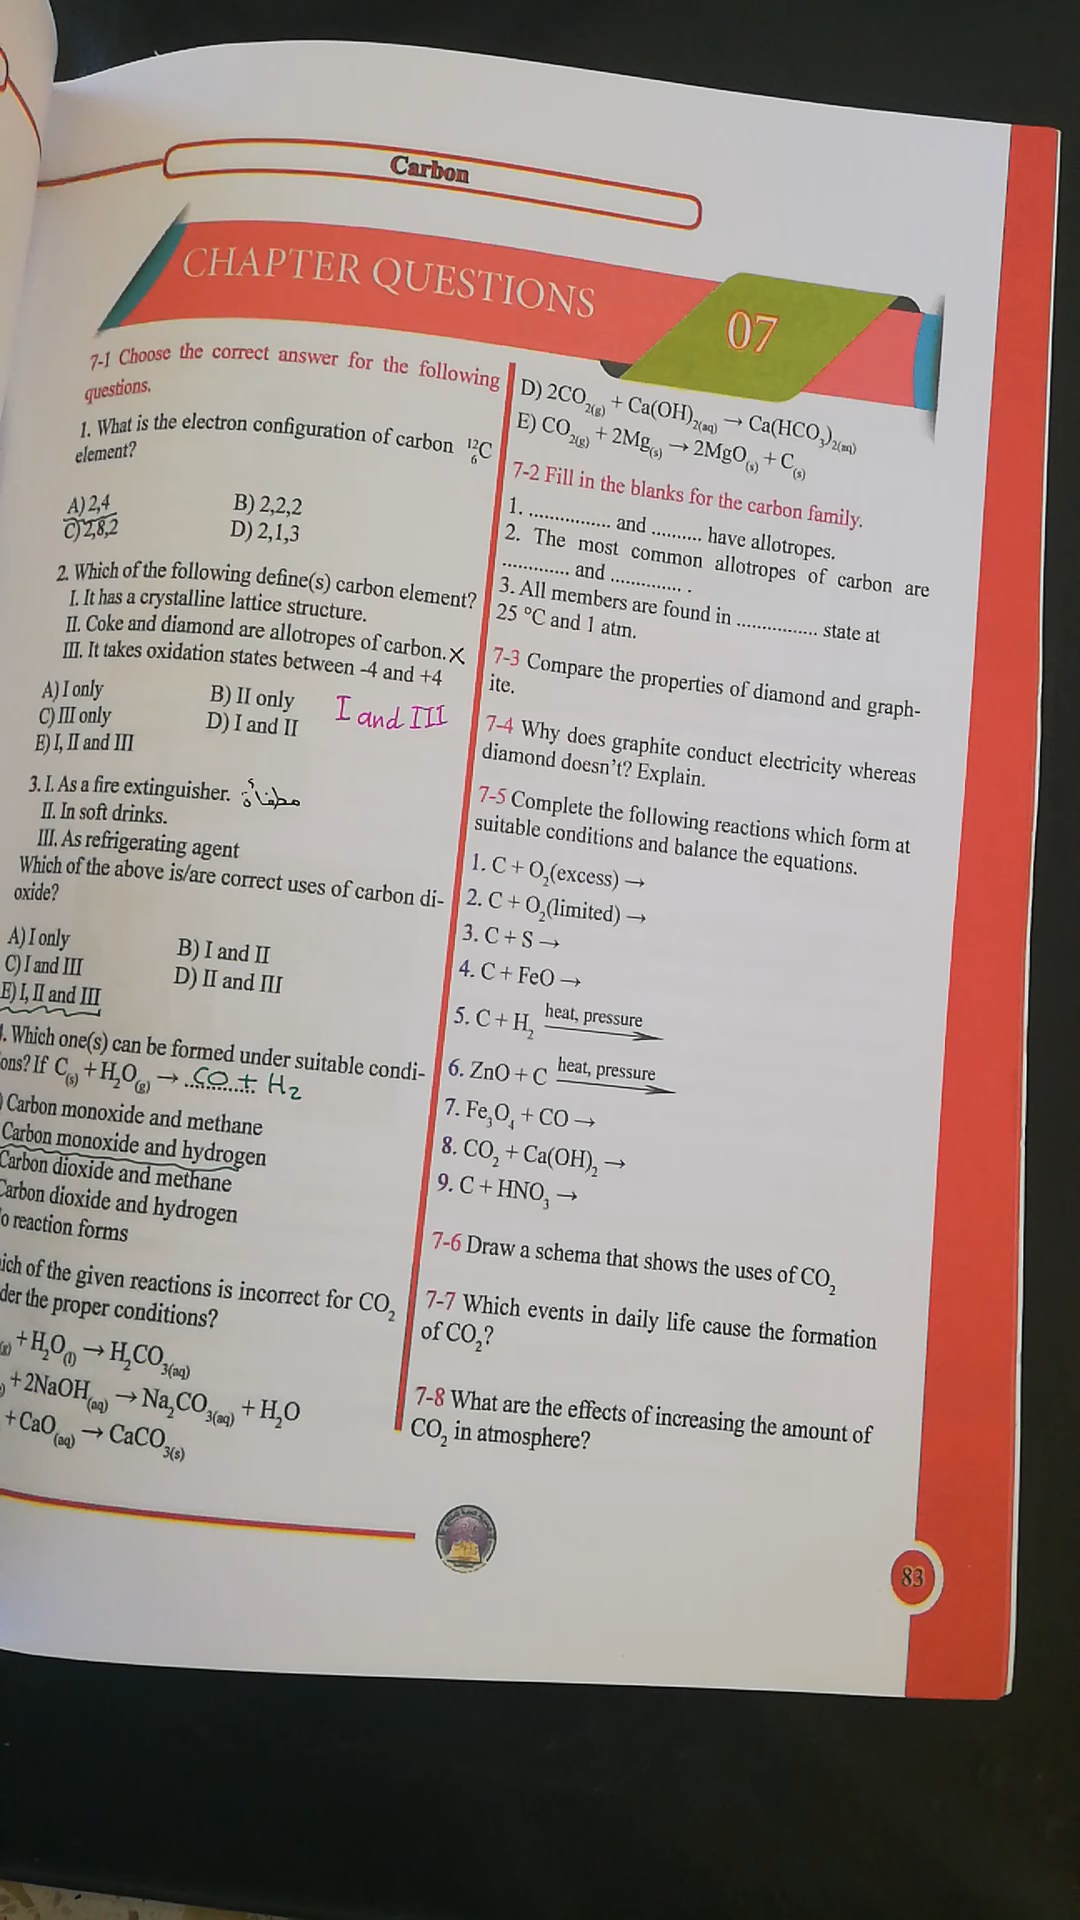 Carbon
CHAPTER QUESTIONS
07
7-1 Choose the correct answer for the following
questions.
1. What is the electron configuration of carbon ¹²₆C
element?
A) 2,4 B) 2,2,2
C) 2,8,2 D) 2,1,3
2. Which of the following define(s) carbon element?
I. It has a crystalline lattice structure.
II. Coke and diamond are allotropes of carbon. X
III. It takes oxidation states between -4 and +4
A) I only B) II only
C) III only D) I and II
E) I, II and III
I and III
3. I. As a fire extinguisher. مطفأة
II. In soft drinks.
III. As refrigerating agent
Which of the above is/are correct uses of carbon di-
oxide?
A) I only B) I and II
C) I and III D) II and III
E) I, II and III
. Which one(s) can be formed under suitable condi-
ons? If C₍s₎ + H₂O₍g₎ → CO + H₂
Carbon monoxide and methane
Carbon monoxide and hydrogen
Carbon dioxide and methane
Carbon dioxide and hydrogen
o reaction forms
ich of the given reactions is incorrect for CO₂
der the proper conditions?
+ H₂O(l) → H₂CO₃(aq)
+ 2NaOH(aq) → Na₂CO₃(aq) + H₂O
+ CaO(aq) → CaCO₃(s)
D) 2CO₂(g) + Ca(OH)₂(aq) → Ca(HCO₃)₂(aq)
E) CO₂(g) + 2Mg(s) → 2MgO(s) + C(s)
7-2 Fill in the blanks for the carbon family.
1. ............... and .......... have allotropes.
2. The most common allotropes of carbon are
............. and ............. .
3. All members are found in ............... state at
25 °C and 1 atm.
7-3 Compare the properties of diamond and graph-
ite.
7-4 Why does graphite conduct electricity whereas
diamond doesn't? Explain.
7-5 Complete the following reactions which form at
suitable conditions and balance the equations.
1. C + O₂(excess) →
2. C + O₂(limited) →
3. C + S →
4. C + FeO →
5. C + H₂ heat, pressure →
6. ZnO + C heat, pressure →
7. Fe₃O₄ + CO →
8. CO₂ + Ca(OH)₂ →
9. C + HNO₃ →
7-6 Draw a schema that shows the uses of CO₂
7-7 Which events in daily life cause the formation
of CO₂?
7-8 What are the effects of increasing the amount of
CO₂ in atmosphere?
83